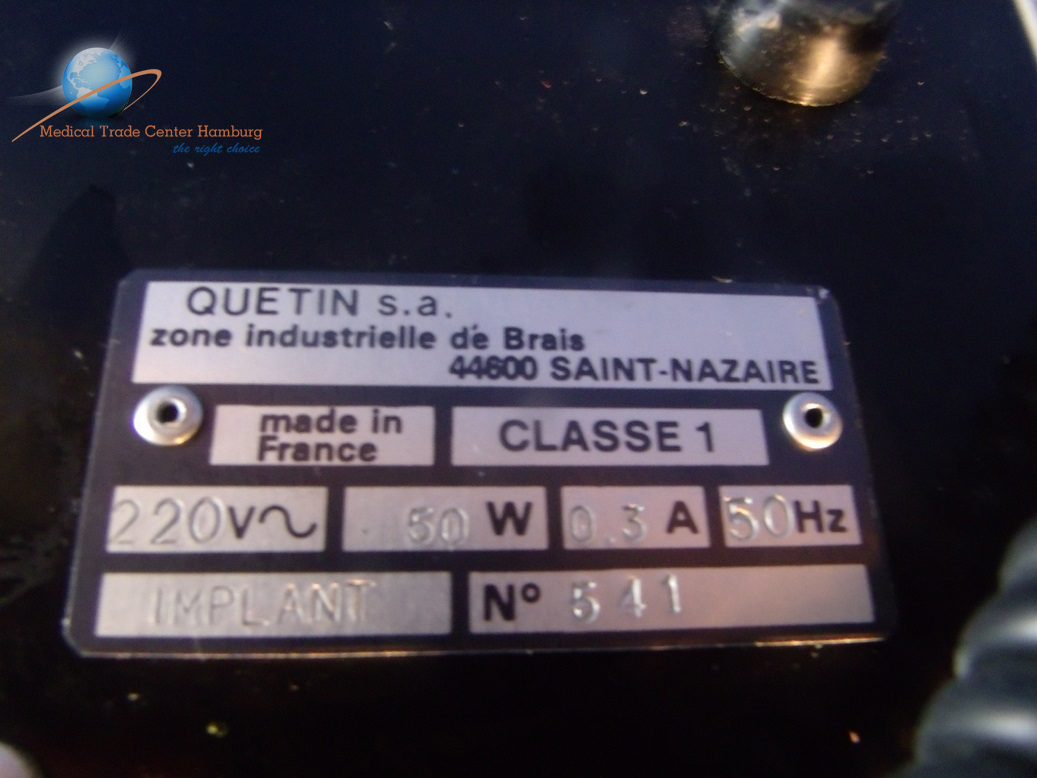 Medical Trade Center Hamburg
the right choice
QUETIN s.a.
zone industrielle de Brais
44600 SAINT-NAZAIRE
made in
France
CLASSE 1
220V~
50 W
0.3 A
50Hz
IMPLANT
N° 541